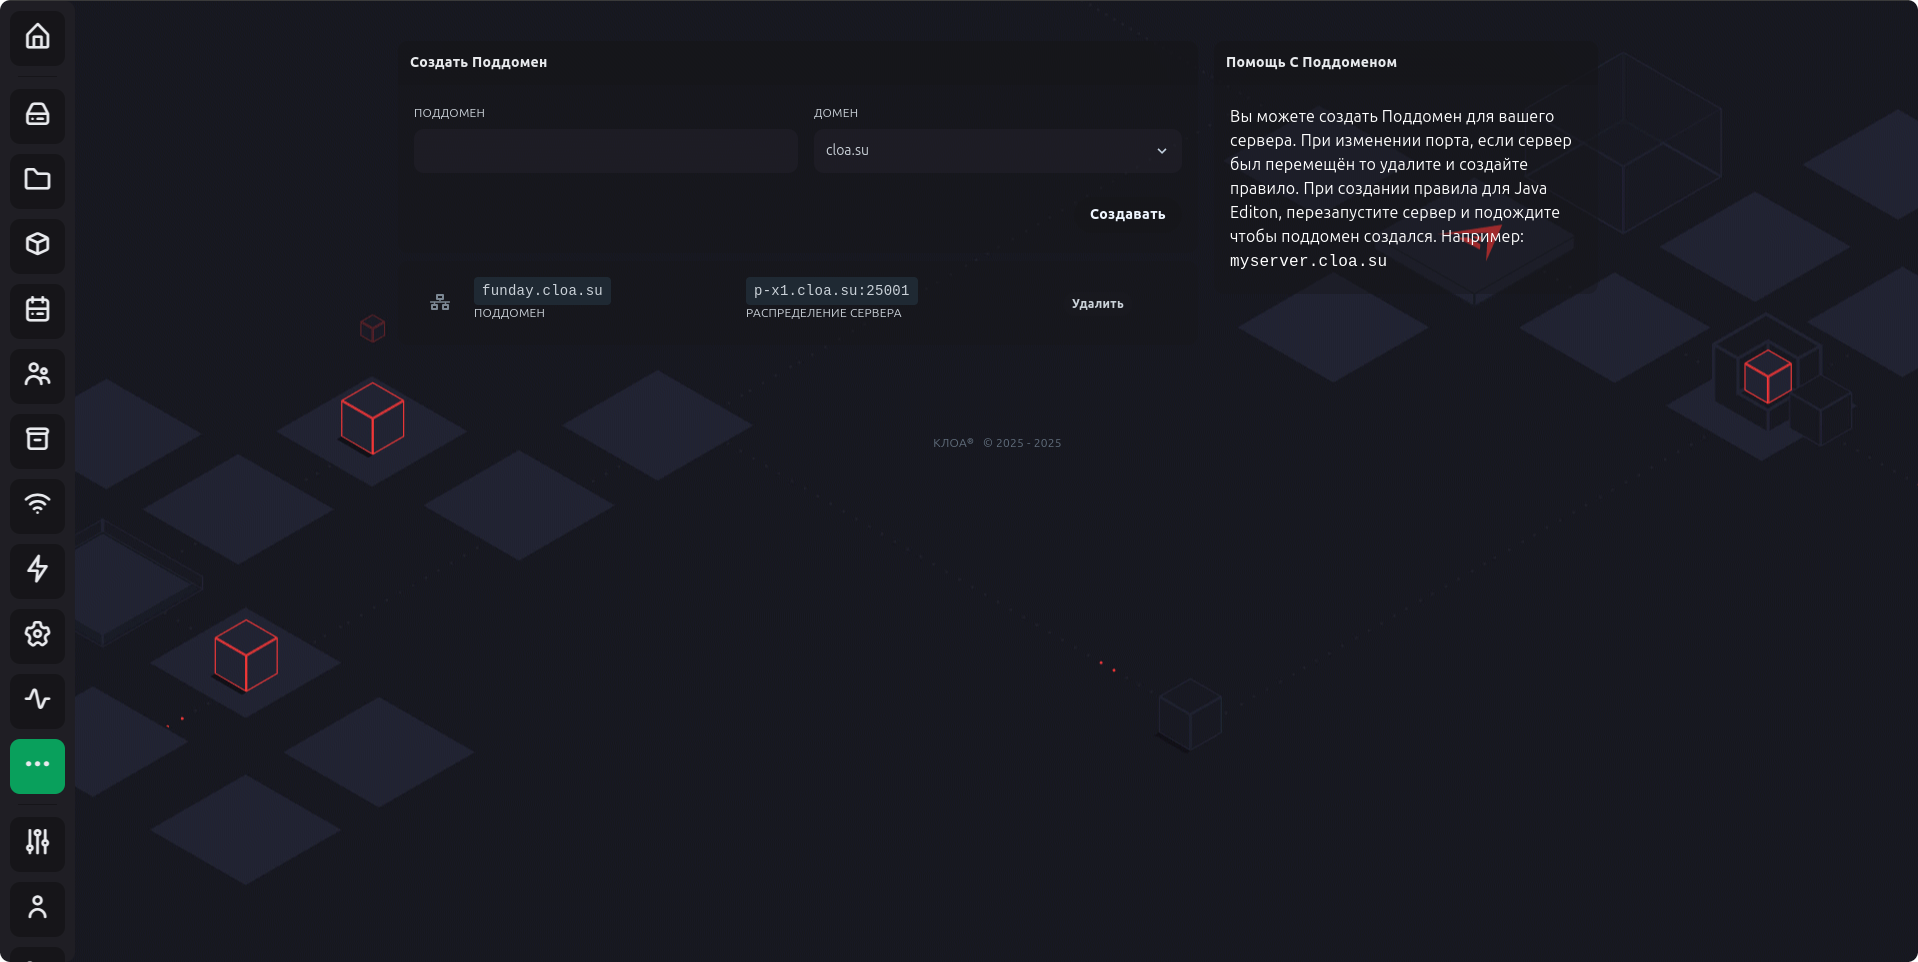 Создать Поддомен
ПОДДОМЕН
ДОМЕН
cloa.su
Создавать
funday.cloa.su
ПОДДОМЕН
p-x1.cloa.su:25001
РАСПРЕДЕЛЕНИЕ СЕРВЕРА
Удалить
Помощь С Поддоменом
Вы можете создать Поддомен для вашего
сервера. При изменении порта, если сервер
был перемещён то удалите и создайте
правило. При создании правила для Java
Editon, перезапустите сервер и подождите
чтобы поддомен создался. Например:
myserver.cloa.su
КЛОА® © 2025 - 2025